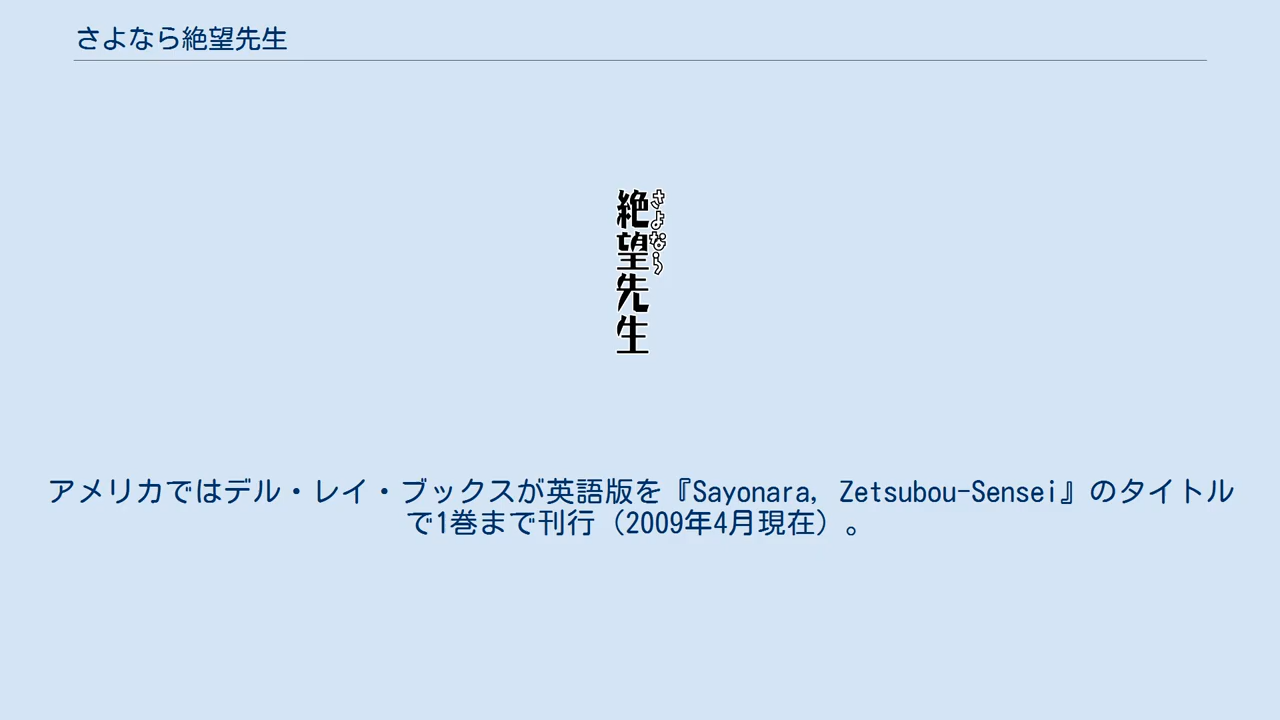 さよなら絶望先生
さよなら
絶望先生
アメリカではデル・レイ・ブックスが英語版を『Sayonara, Zetsubou-Sensei』のタイトル
で1巻まで刊行（2009年4月現在）。